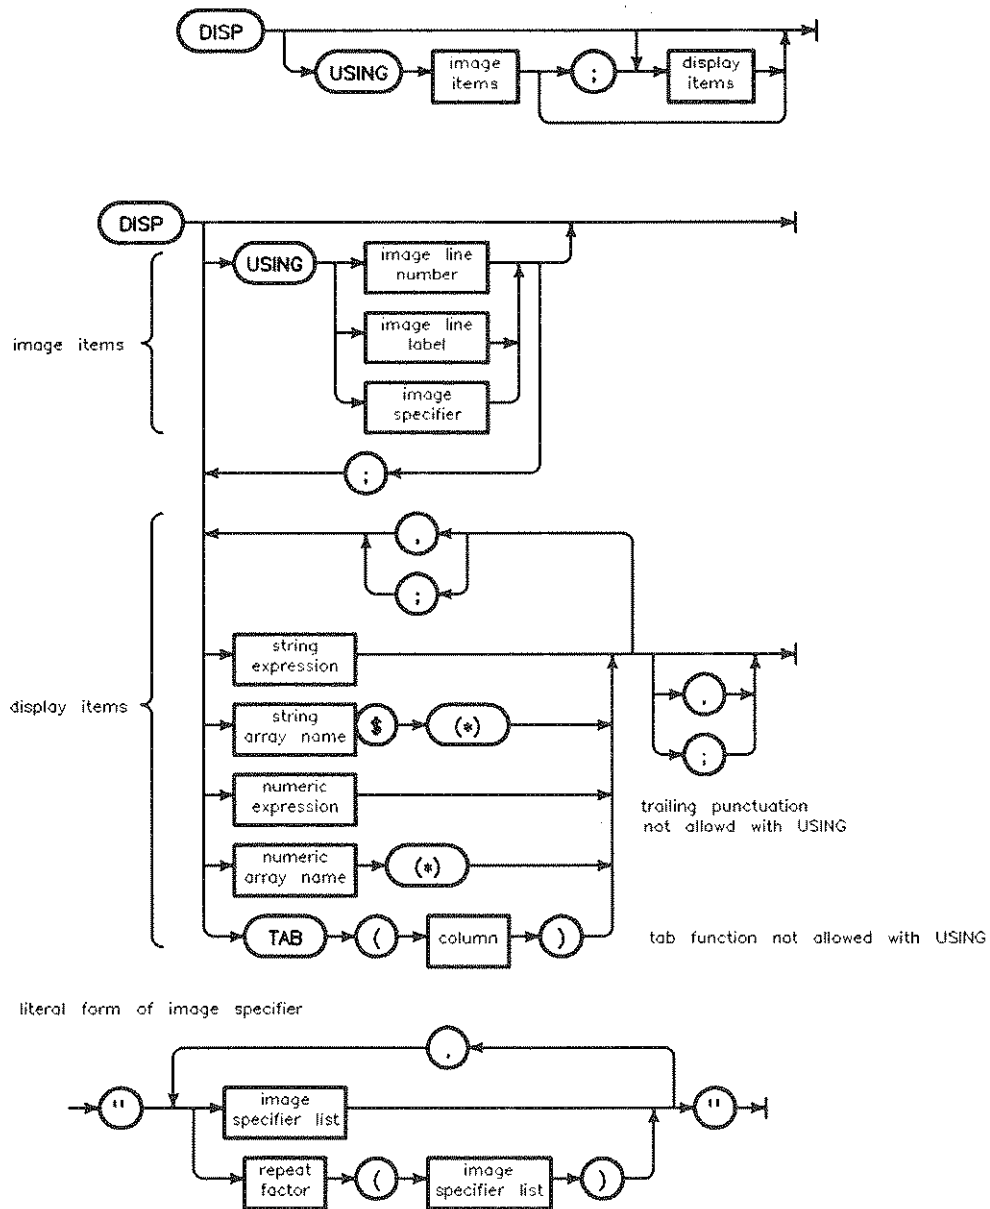 DISP
USING
image
items
;
display
items
DISP
image items
USING
image line
number
image line
label
image
specifier
;
display items
,
;
string
expression
string
array name
$
(*)
numeric
expression
numeric
array name
(*)
TAB
(
column
)
,
;
trailing punctuation
not allowd with USING
tab function not allowed with USING
literal form of image specifier
,
"
image
specifier list
"
repeat
factor
(
image
specifier list
)